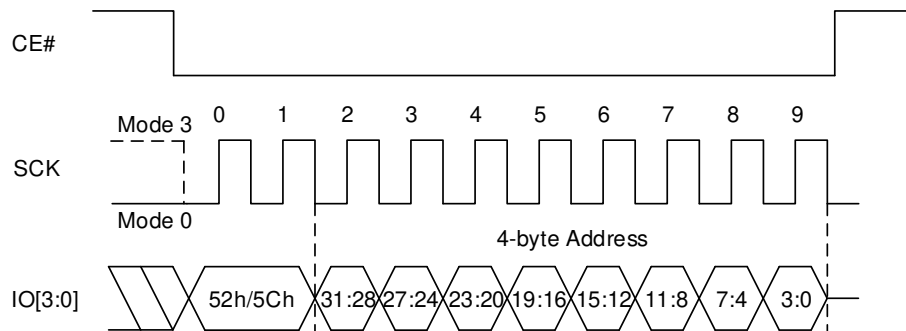 CE#
0 1 2 3 4 5 6 7 8 9
Mode 3
SCK
Mode 0
4-byte Address
IO[3:0] 52h/5Ch 31:28 27:24 23:20 19:16 15:12 11:8 7:4 3:0